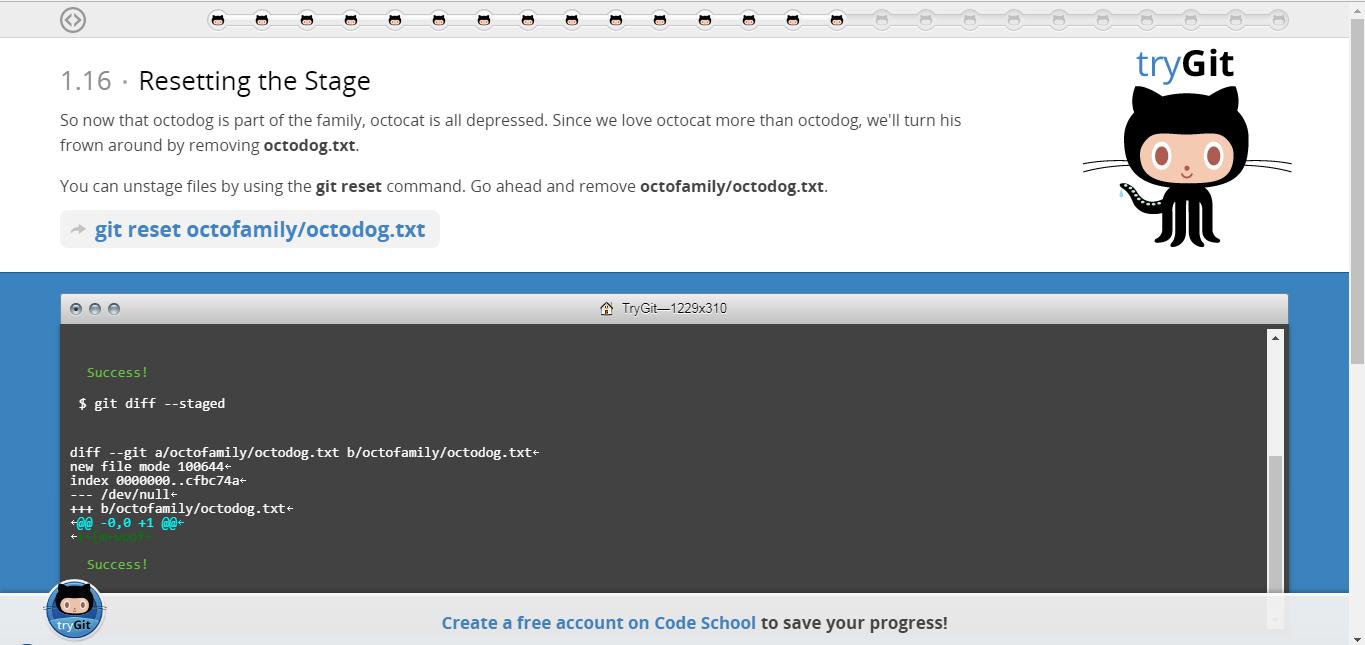 1.16 · Resetting the Stage
tryGit
So now that octodog is part of the family, octocat is all depressed. Since we love octocat more than octodog, we'll turn his
frown around by removing octodog.txt.
You can unstage files by using the git reset command. Go ahead and remove octofamily/octodog.txt.
git reset octofamily/octodog.txt
TryGit—1229x310
Success!
$ git diff --staged
diff --git a/octofamily/octodog.txt b/octofamily/octodog.txt←
new file mode 100644←
index 0000000..cfbc74a←
--- /dev/null←
+++ b/octofamily/octodog.txt←
←@@ -0,0 +1 @@←
Success!
tryGit
Create a free account on Code School to save your progress!